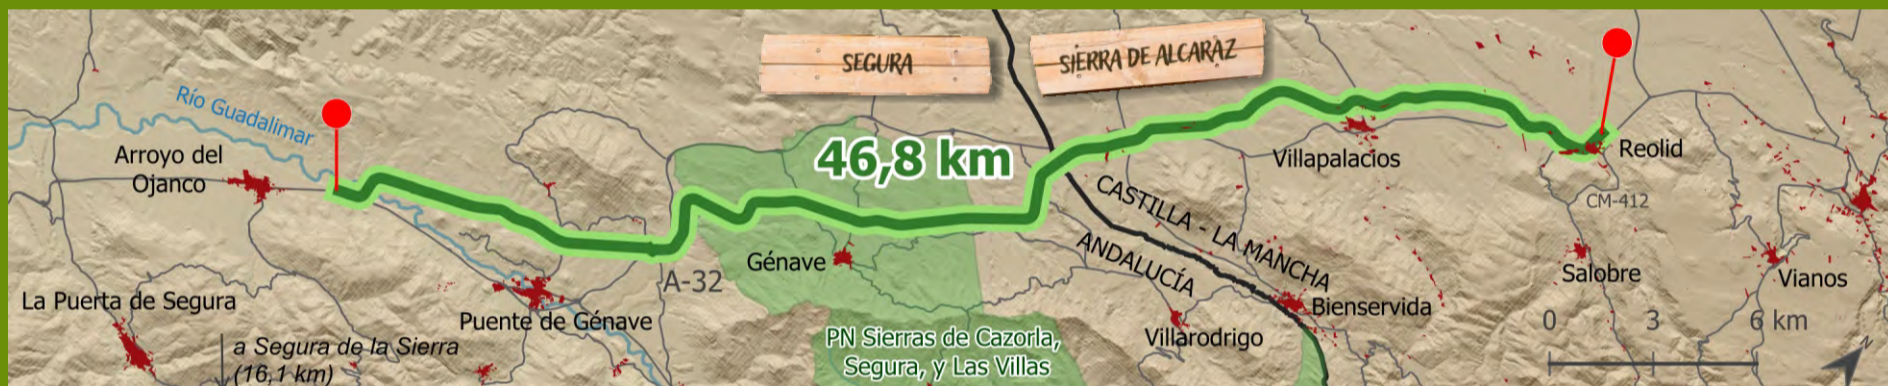 SEGURA
SIERRA DE ALCARAZ
Río Guadalimar
Arroyo del
Ojanco
46,8 km
Villapalacios
Reolid
CM-412
CASTILLA - LA MANCHA
ANDALUCÍA
Génave
A-32
Salobre
Vianos
La Puerta de Segura
Puente de Génave
Bienservida
Villarodrigo
PN Sierras de Cazorla,
Segura, y Las Villas
a Segura de la Sierra
(16,1 km)
0 3 6 km
N